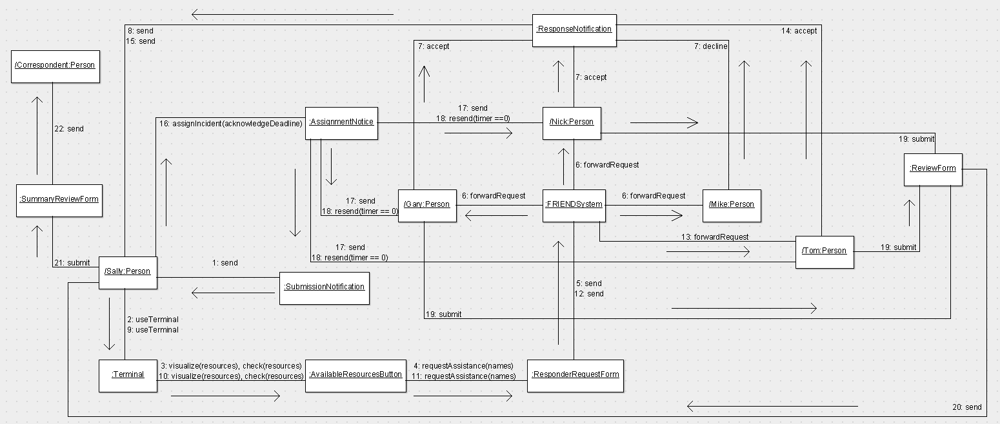 :ResponseNotification
8: send
15: send
14: accept
7: accept
7: decline
/Correspondent:Person
7: accept
17: send
18: resend(timer ==0)
16: assignIncident(acknowledgeDeadline)
:AssignmentNotice
/Nick:Person
22: send
19: submit
6: forwardRequest
:ReviewForm
:SummaryReviewForm
17: send
18: resend(timer == 0)
/Gary:Person
6: forwardRequest
:FRIENDSystem
6: forwardRequest
/Mike:Person
13: forwardRequest
17: send
18: resend(timer == 0)
/Tom:Person
19: submit
21: submit
/Sally:Person
1: send
:SubmissionNotification
5: send
12: send
19: submit
2: useTerminal
9: useTerminal
:Terminal
3: visualize(resources), check(resources)
10: visualize(resources), check(resources)
:AvailableResourcesButton
4: requestAssistance(names)
11: requestAssistance(names)
:ResponderRequestForm
20: send